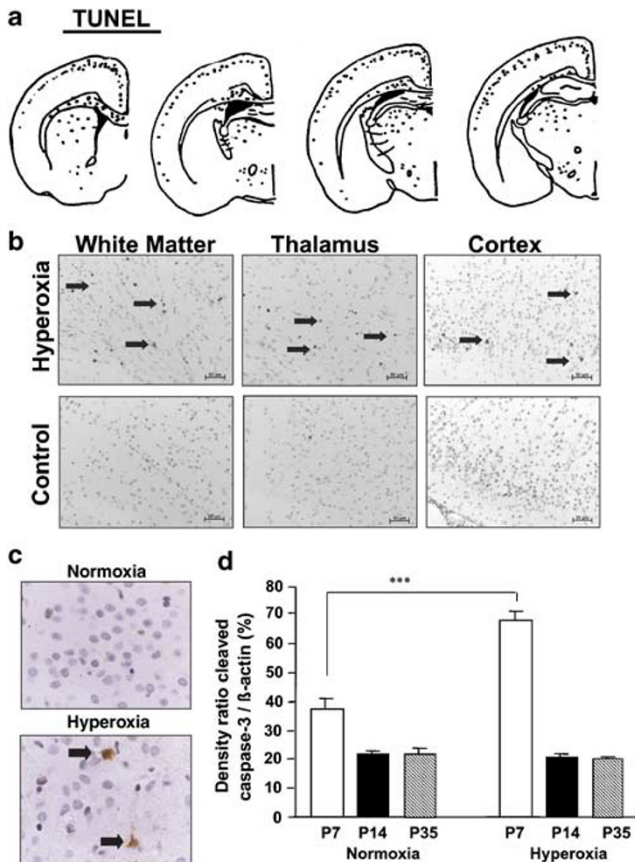 a TUNEL
b
White Matter Thalamus Cortex
Hyperoxia
Control
c
Normoxia
Hyperoxia
d
Density ratio cleaved
caspase-3 / ß-actin (%)
80
70
60
50
40
30
20
10
0
***
P7 P14 P35 P7 P14 P35
Normoxia Hyperoxia